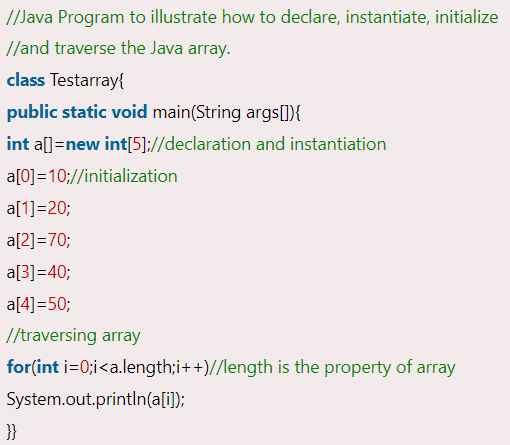 //Java Program to illustrate how to declare, instantiate, initialize
//and traverse the Java array.
class Testarray{
public static void main(String args[]){
int a[]=new int[5];//declaration and instantiation
a[0]=10;//initialization
a[1]=20;
a[2]=70;
a[3]=40;
a[4]=50;
//traversing array
for(int i=0;i<a.length;i++)//length is the property of array
System.out.println(a[i]);
}}